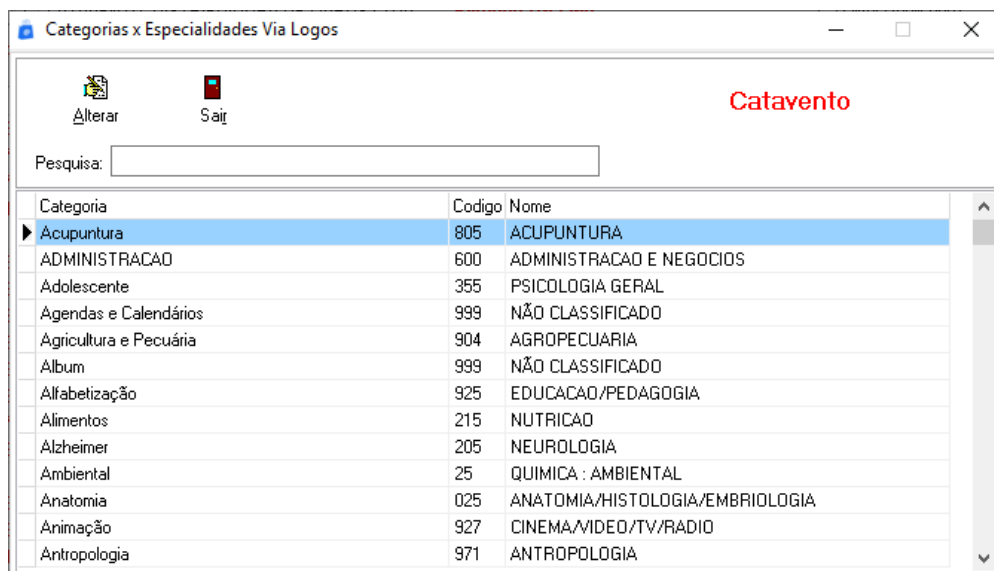 Categorias x Especialidades Via Logos
Alterar Sair
Catavento
Pesquisa:
Categoria Codigo Nome
Acupuntura 805 ACUPUNTURA
ADMINISTRACAO 600 ADMINISTRACAO E NEGOCIOS
Adolescente 355 PSICOLOGIA GERAL
Agendas e Calendários 999 NÃO CLASSIFICADO
Agricultura e Pecuária 904 AGROPECUARIA
Album 999 NÃO CLASSIFICADO
Alfabetização 925 EDUCACAO/PEDAGOGIA
Alimentos 215 NUTRICAO
Alzheimer 205 NEUROLOGIA
Ambiental 25 QUIMICA : AMBIENTAL
Anatomia 025 ANATOMIA/HISTOLOGIA/EMBRIOLOGIA
Animação 927 CINEMA/VIDEO/TV/RADIO
Antropologia 971 ANTROPOLOGIA